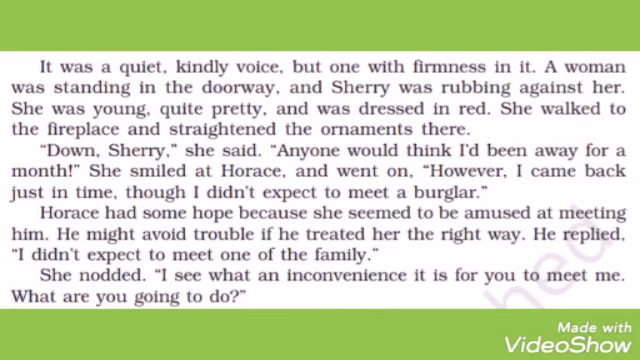 It was a quiet, kindly voice, but one with firmness in it. A woman
was standing in the doorway, and Sherry was rubbing against her.
She was young, quite pretty, and was dressed in red. She walked to
the fireplace and straightened the ornaments there.
“Down, Sherry,” she said. “Anyone would think I’d been away for a
month!” She smiled at Horace, and went on, “However, I came back
just in time, though I didn’t expect to meet a burglar.”
Horace had some hope because she seemed to be amused at meeting
him. He might avoid trouble if he treated her the right way. He replied,
“I didn’t expect to meet one of the family.”
She nodded. “I see what an inconvenience it is for you to meet me.
What are you going to do?”
hed
Made with
VideoShow